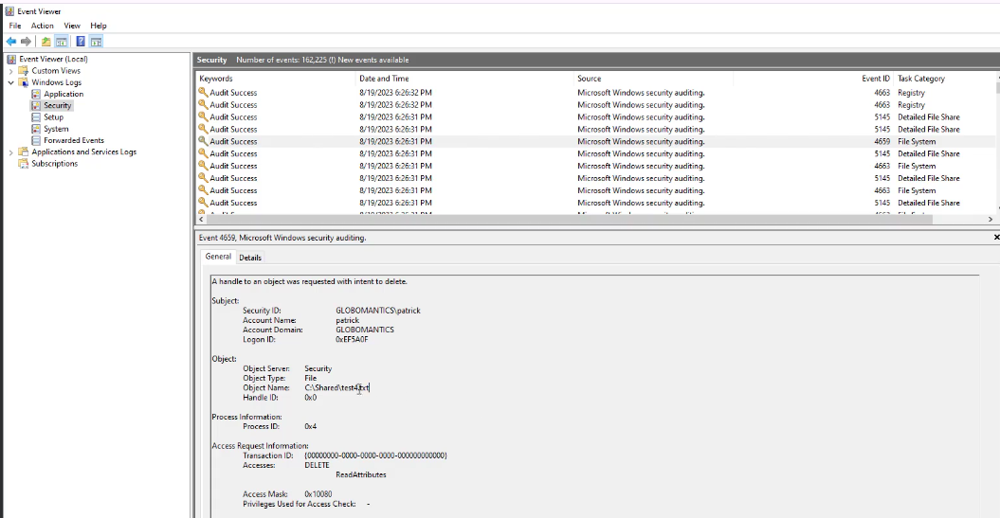 Event Viewer
File Action View Help
Event Viewer (Local)
Custom Views
Windows Logs
Application
Security
Setup
System
Forwarded Events
Applications and Services Logs
Subscriptions
Security Number of events: 162,225 (!) New events available
Keywords Date and Time Source Event ID Task Category
Audit Success 8/19/2023 6:26:32 PM Microsoft Windows security auditing. 4663 Registry
Audit Success 8/19/2023 6:26:32 PM Microsoft Windows security auditing. 4663 Registry
Audit Success 8/19/2023 6:26:31 PM Microsoft Windows security auditing. 5145 Detailed File Share
Audit Success 8/19/2023 6:26:31 PM Microsoft Windows security auditing. 5145 Detailed File Share
Audit Success 8/19/2023 6:26:31 PM Microsoft Windows security auditing. 4659 File System
Audit Success 8/19/2023 6:26:31 PM Microsoft Windows security auditing. 5145 Detailed File Share
Audit Success 8/19/2023 6:26:31 PM Microsoft Windows security auditing. 4663 File System
Audit Success 8/19/2023 6:26:31 PM Microsoft Windows security auditing. 5145 Detailed File Share
Audit Success 8/19/2023 6:26:31 PM Microsoft Windows security auditing. 4663 File System
Audit Success 8/19/2023 6:26:31 PM Microsoft Windows security auditing. 5145 Detailed File Share
Event 4659, Microsoft Windows security auditing.
General Details
A handle to an object was requested with intent to delete.
Subject:
Security ID: GLOBOMANTICS\patrick
Account Name: patrick
Account Domain: GLOBOMANTICS
Logon ID: 0xEF5A0F
Object:
Object Server: Security
Object Type: File
Object Name: C:\Shared\test4.txt
Handle ID: 0x0
Process Information:
Process ID: 0x4
Access Request Information:
Transaction ID: {00000000-0000-0000-0000-000000000000}
Accesses: DELETE
ReadAttributes
Access Mask: 0x10080
Privileges Used for Access Check: -